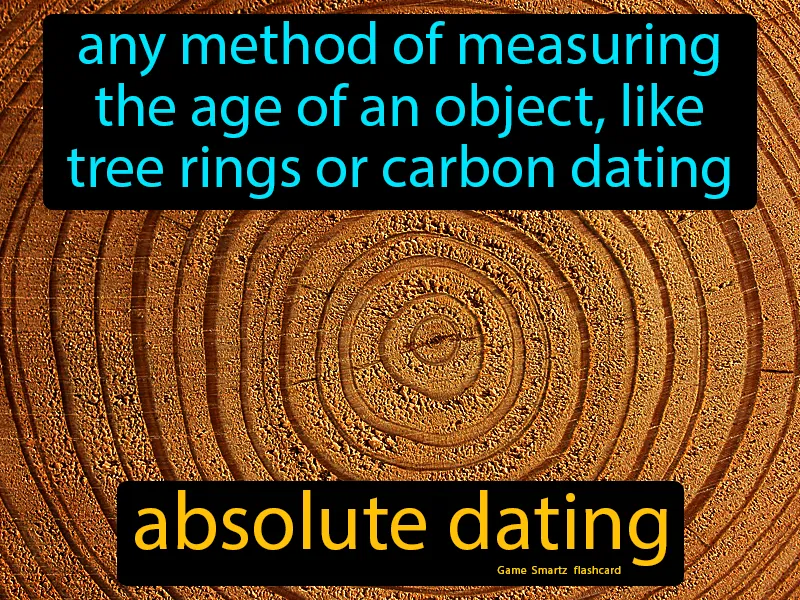 any method of measuring
the age of an object, like
tree rings or carbon dating
absolute dating
Game Smartz flashcard